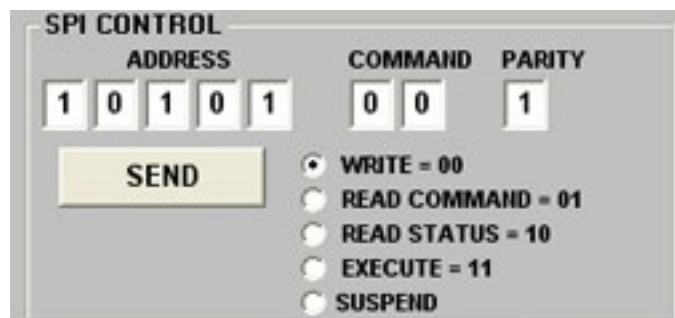 SPI CONTROL
ADDRESS COMMAND PARITY
1 0 1 0 1 0 0 1
SEND
WRITE = 00
READ COMMAND = 01
READ STATUS = 10
EXECUTE = 11
SUSPEND